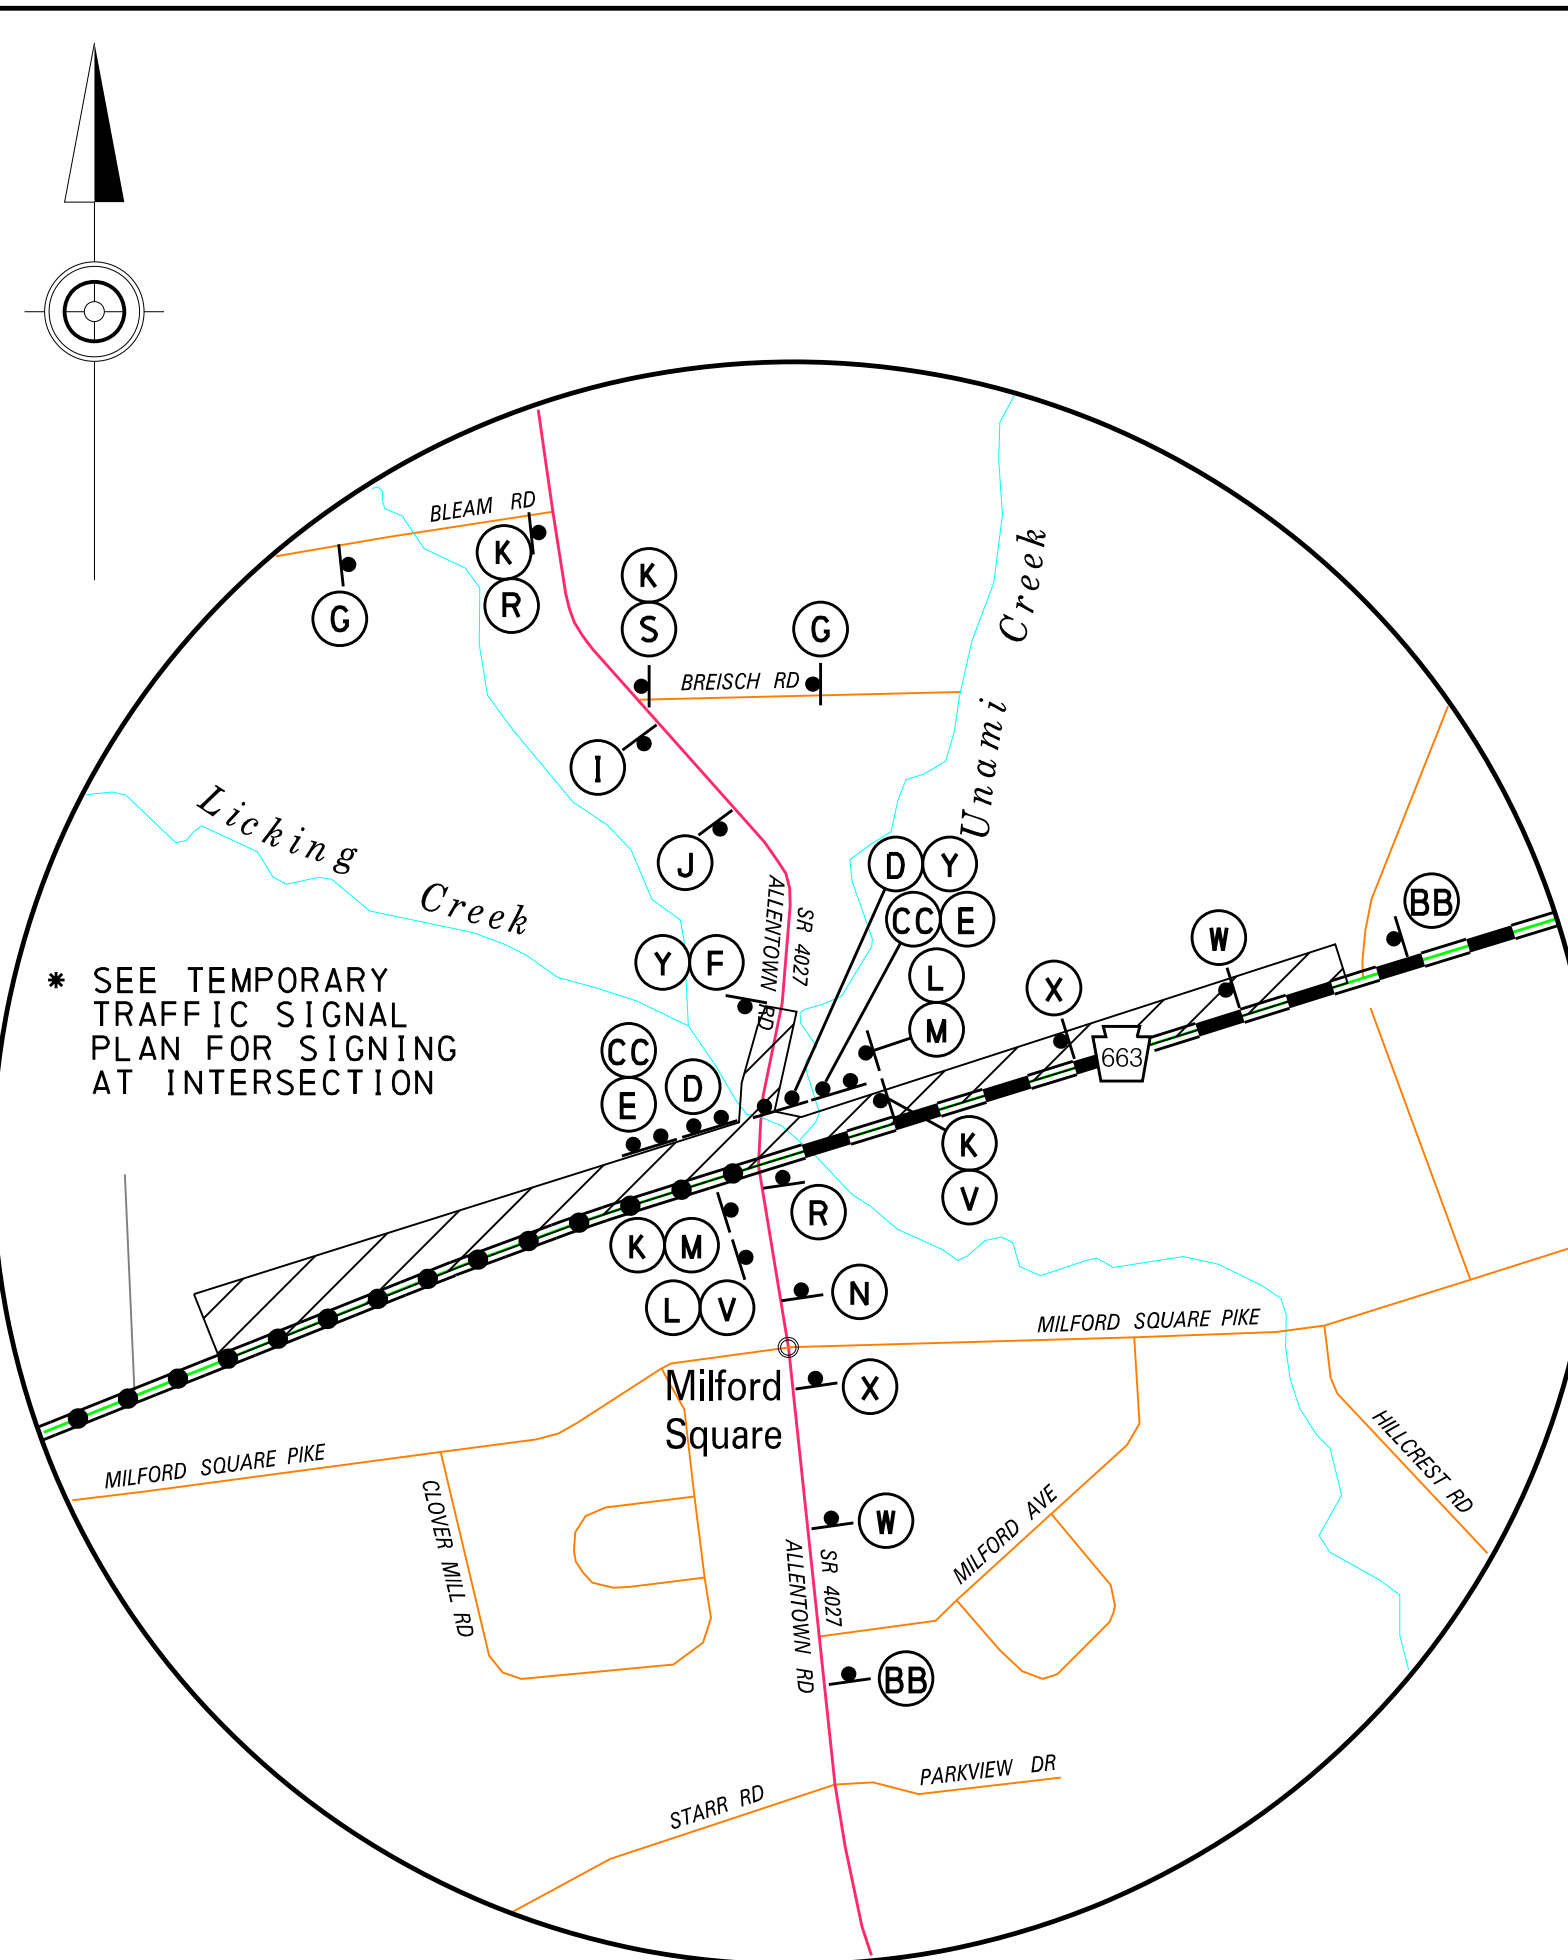 BLEAM RD
K
R
G
K
S
G
BREISCH RD
Unami Creek
I
J
Licking Creek
D Y
CC E
L
M
ALLENTOWN RD
SR 4027
Y F
BB
W
X
663
* SEE TEMPORARY
TRAFFIC SIGNAL
PLAN FOR SIGNING
AT INTERSECTION
CC
E
D
K
V
R
K M
L V
N
MILFORD SQUARE PIKE
Milford
Square
X
MILFORD SQUARE PIKE
CLOVER MILL RD
HILLCREST RD
W
MILFORD AVE
SR 4027
ALLENTOWN RD
BB
PARKVIEW DR
STARR RD